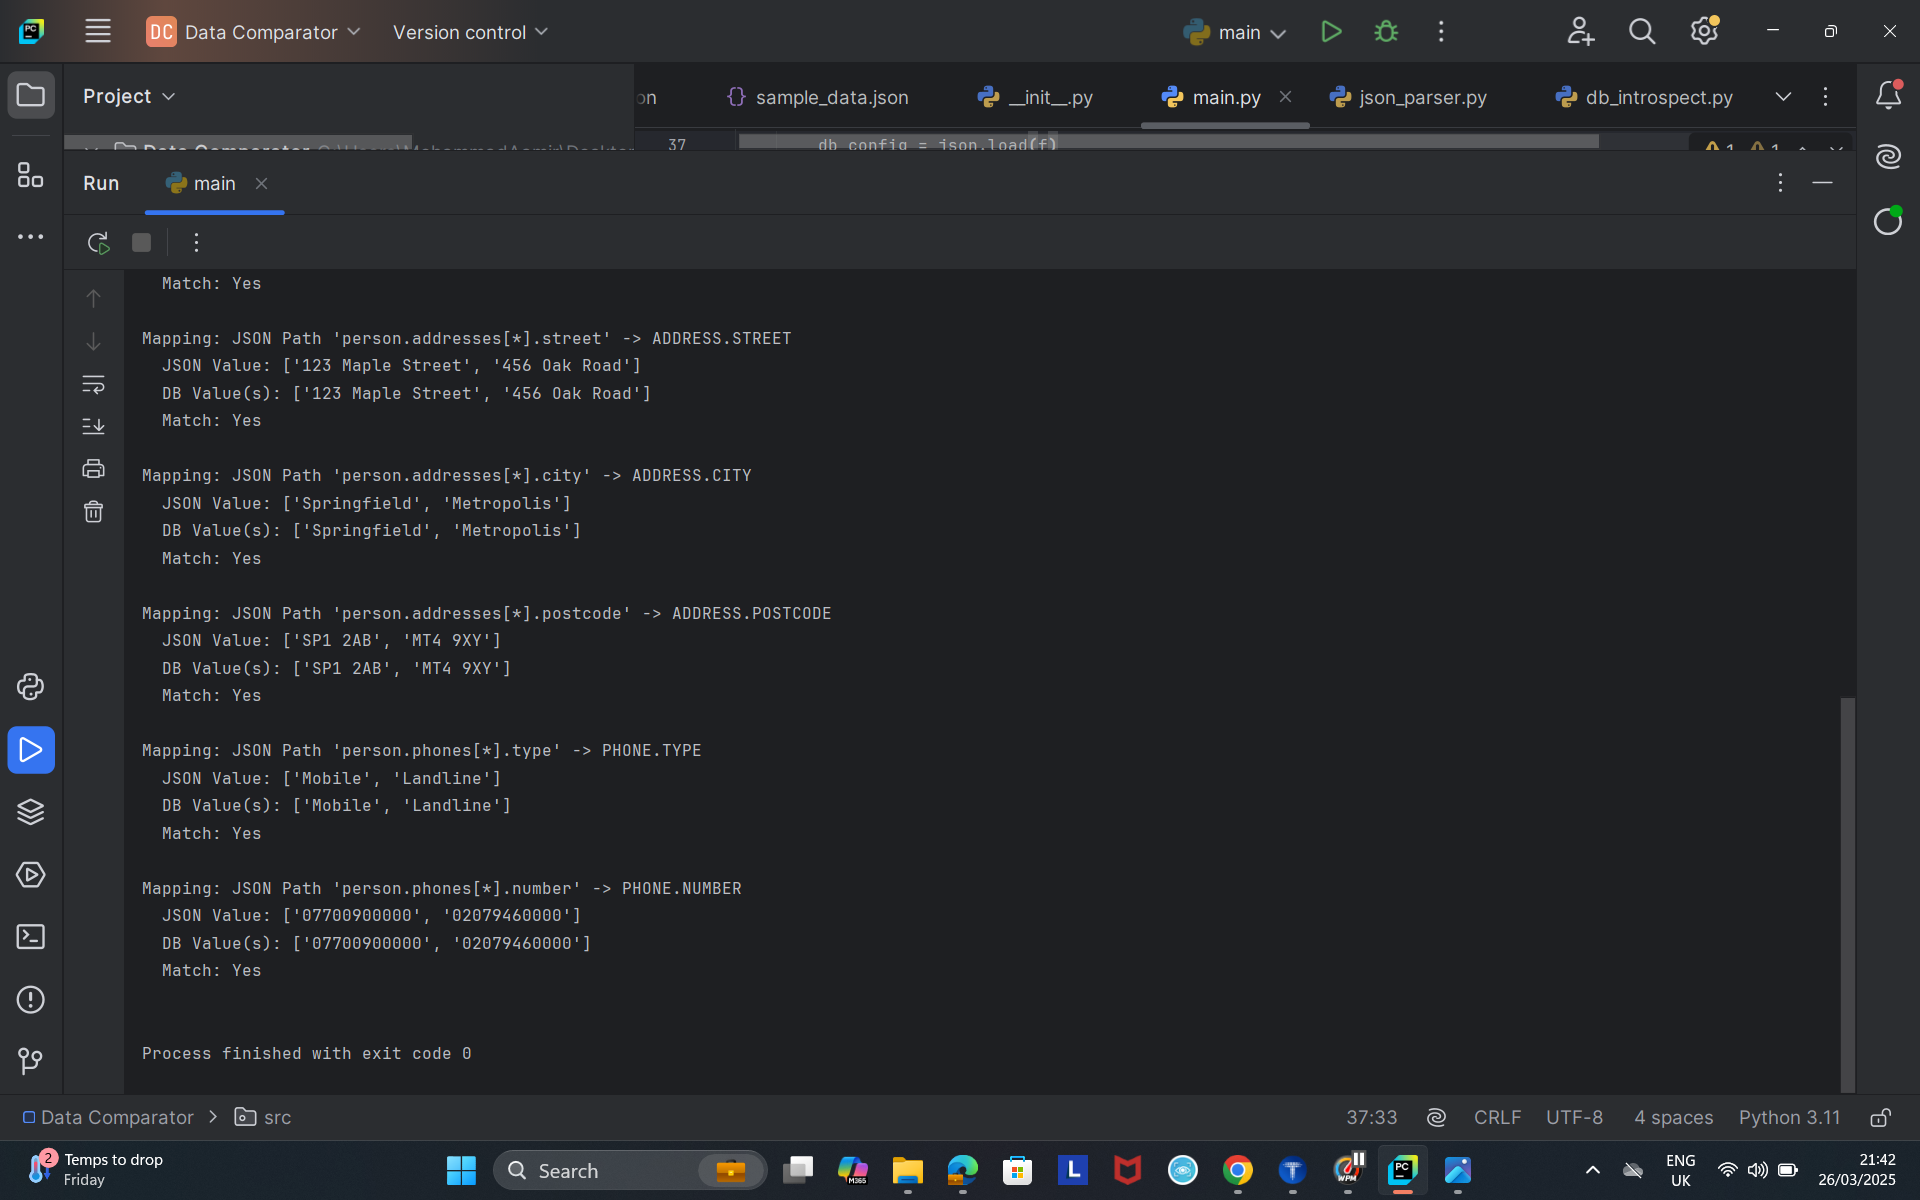 DC Data Comparator Version control main
Project
on sample_data.json __init__.py main.py json_parser.py db_introspect.py
Data Comparator
37 db_config = json.load(f) 1 1
Run main
Match: Yes
Mapping: JSON Path 'person.addresses[*].street' -> ADDRESS.STREET
JSON Value: ['123 Maple Street', '456 Oak Road']
DB Value(s): ['123 Maple Street', '456 Oak Road']
Match: Yes
Mapping: JSON Path 'person.addresses[*].city' -> ADDRESS.CITY
JSON Value: ['Springfield', 'Metropolis']
DB Value(s): ['Springfield', 'Metropolis']
Match: Yes
Mapping: JSON Path 'person.addresses[*].postcode' -> ADDRESS.POSTCODE
JSON Value: ['SP1 2AB', 'MT4 9XY']
DB Value(s): ['SP1 2AB', 'MT4 9XY']
Match: Yes
Mapping: JSON Path 'person.phones[*].type' -> PHONE.TYPE
JSON Value: ['Mobile', 'Landline']
DB Value(s): ['Mobile', 'Landline']
Match: Yes
Mapping: JSON Path 'person.phones[*].number' -> PHONE.NUMBER
JSON Value: ['07700900000', '02079460000']
DB Value(s): ['07700900000', '02079460000']
Match: Yes
Process finished with exit code 0
Data Comparator > src 37:33 CRLF UTF-8 4 spaces Python 3.11
2 Temps to drop
Friday
Search
ENG
UK
21:42
26/03/2025